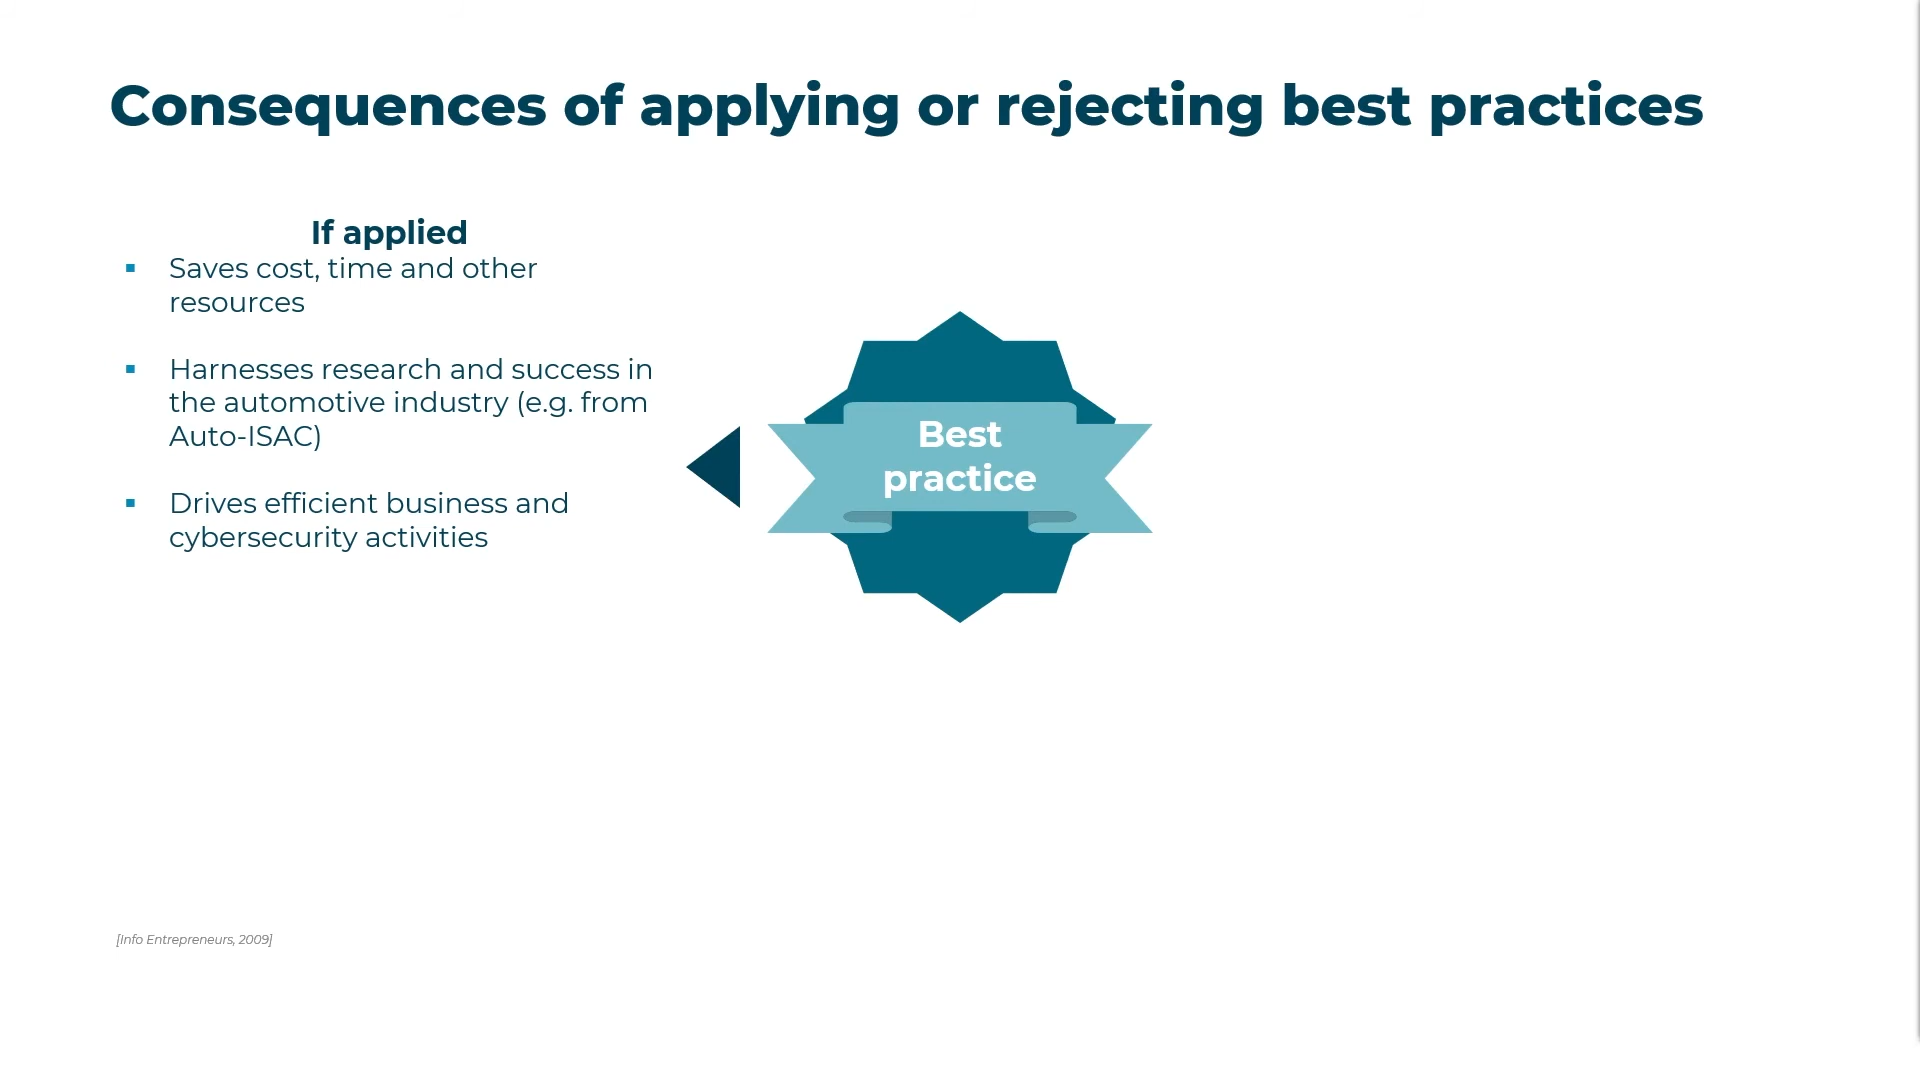 Consequences of applying or rejecting best practices
If applied
▪ Saves cost, time and other
resources
▪ Harnesses research and success in
the automotive industry (e.g. from
Auto-ISAC)
▪ Drives efficient business and
cybersecurity activities
Best
practice
[Info Entrepreneurs, 2009]